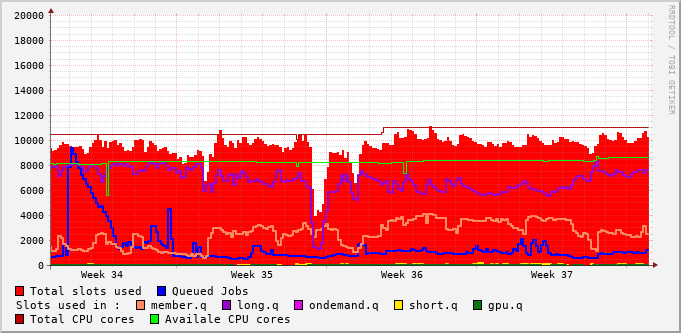 20000
18000
16000
14000
12000
10000
8000
6000
4000
2000
0
Week 34 Week 35 Week 36 Week 37
RRDTOOL / TOBI OETIKER
Total slots used Queued Jobs
Slots used in : member.q long.q ondemand.q short.q gpu.q
Total CPU cores Availale CPU cores